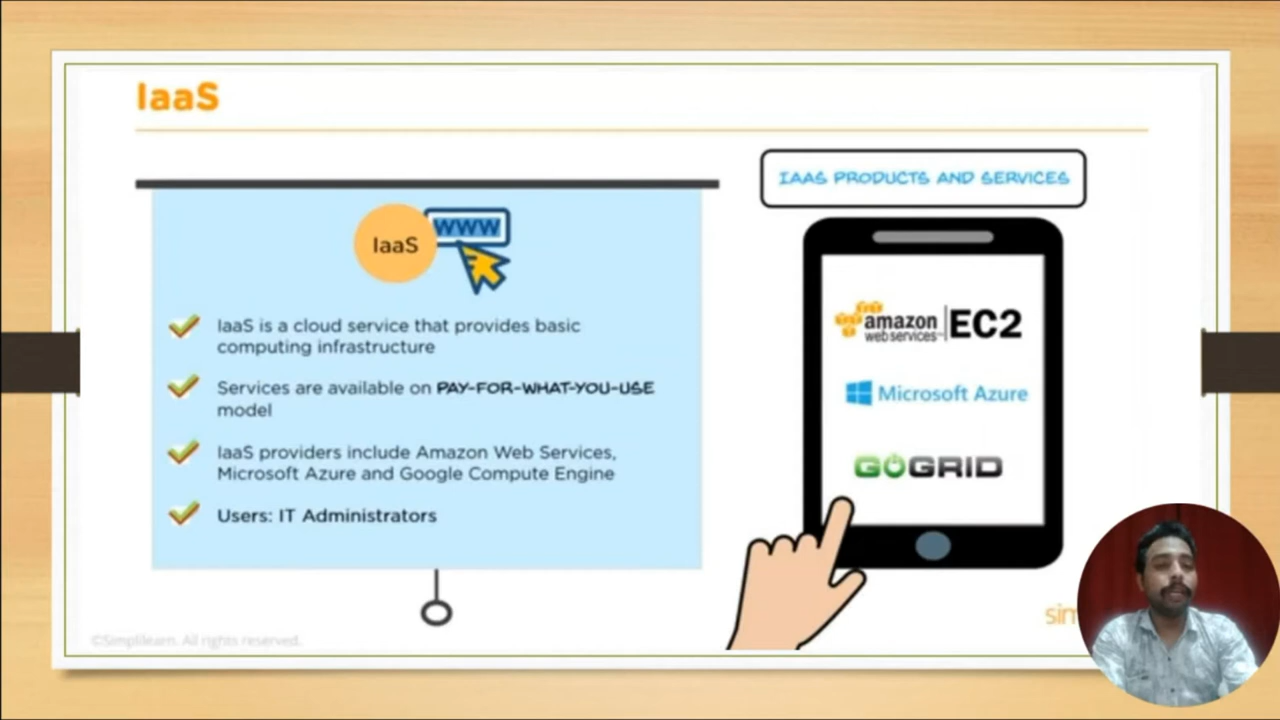 IaaS
IAAS PRODUCTS AND SERVICES
IaaS
WWW
IaaS is a cloud service that provides basic
computing infrastructure
Services are available on PAY-FOR-WHAT-YOU-USE
model
IaaS providers include Amazon Web Services,
Microsoft Azure and Google Compute Engine
Users: IT Administrators
amazon
webservices™
EC2
Microsoft Azure
GOGRID
©Simplilearn. All rights reserved.
sim